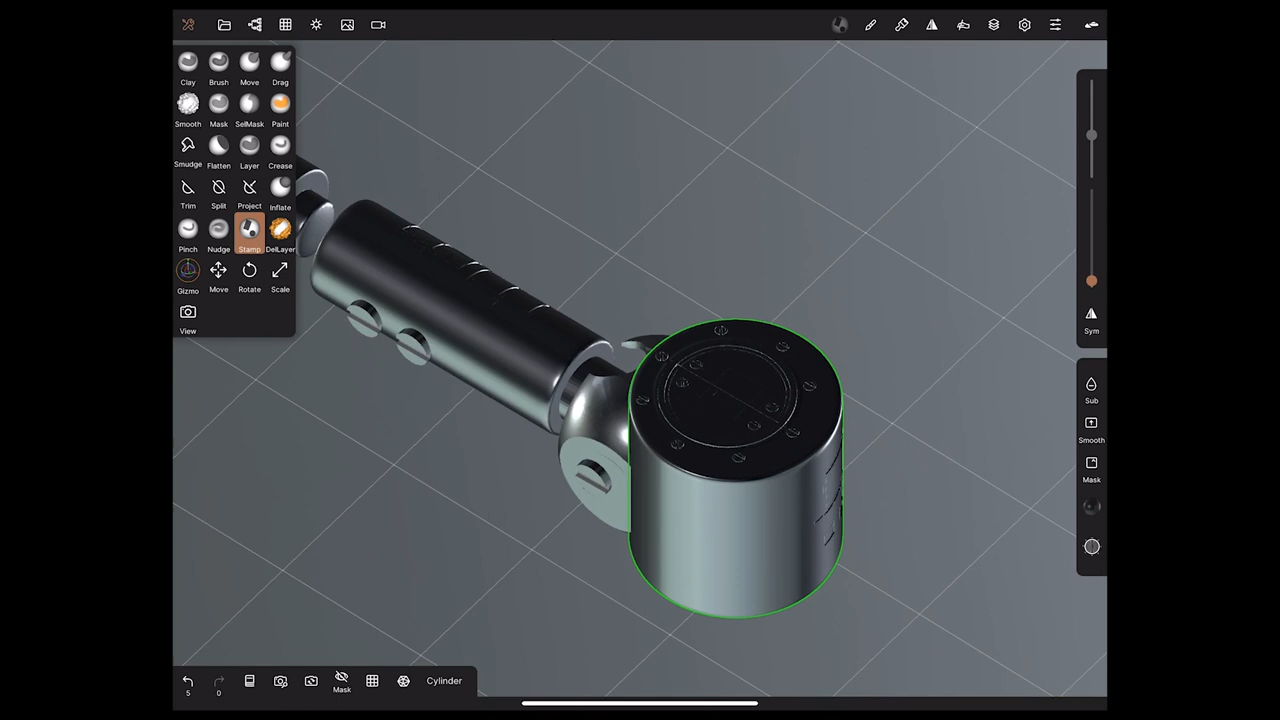 Clay Brush Move Drag
Smooth Mask SelMask Paint
Smudge Flatten Layer Crease
Trim Split Project Inflate
Pinch Nudge Stamp DelLayer
Gizmo Move Rotate Scale
View
Sym
Sub
Smooth
Mask
5 0 Mask Cylinder